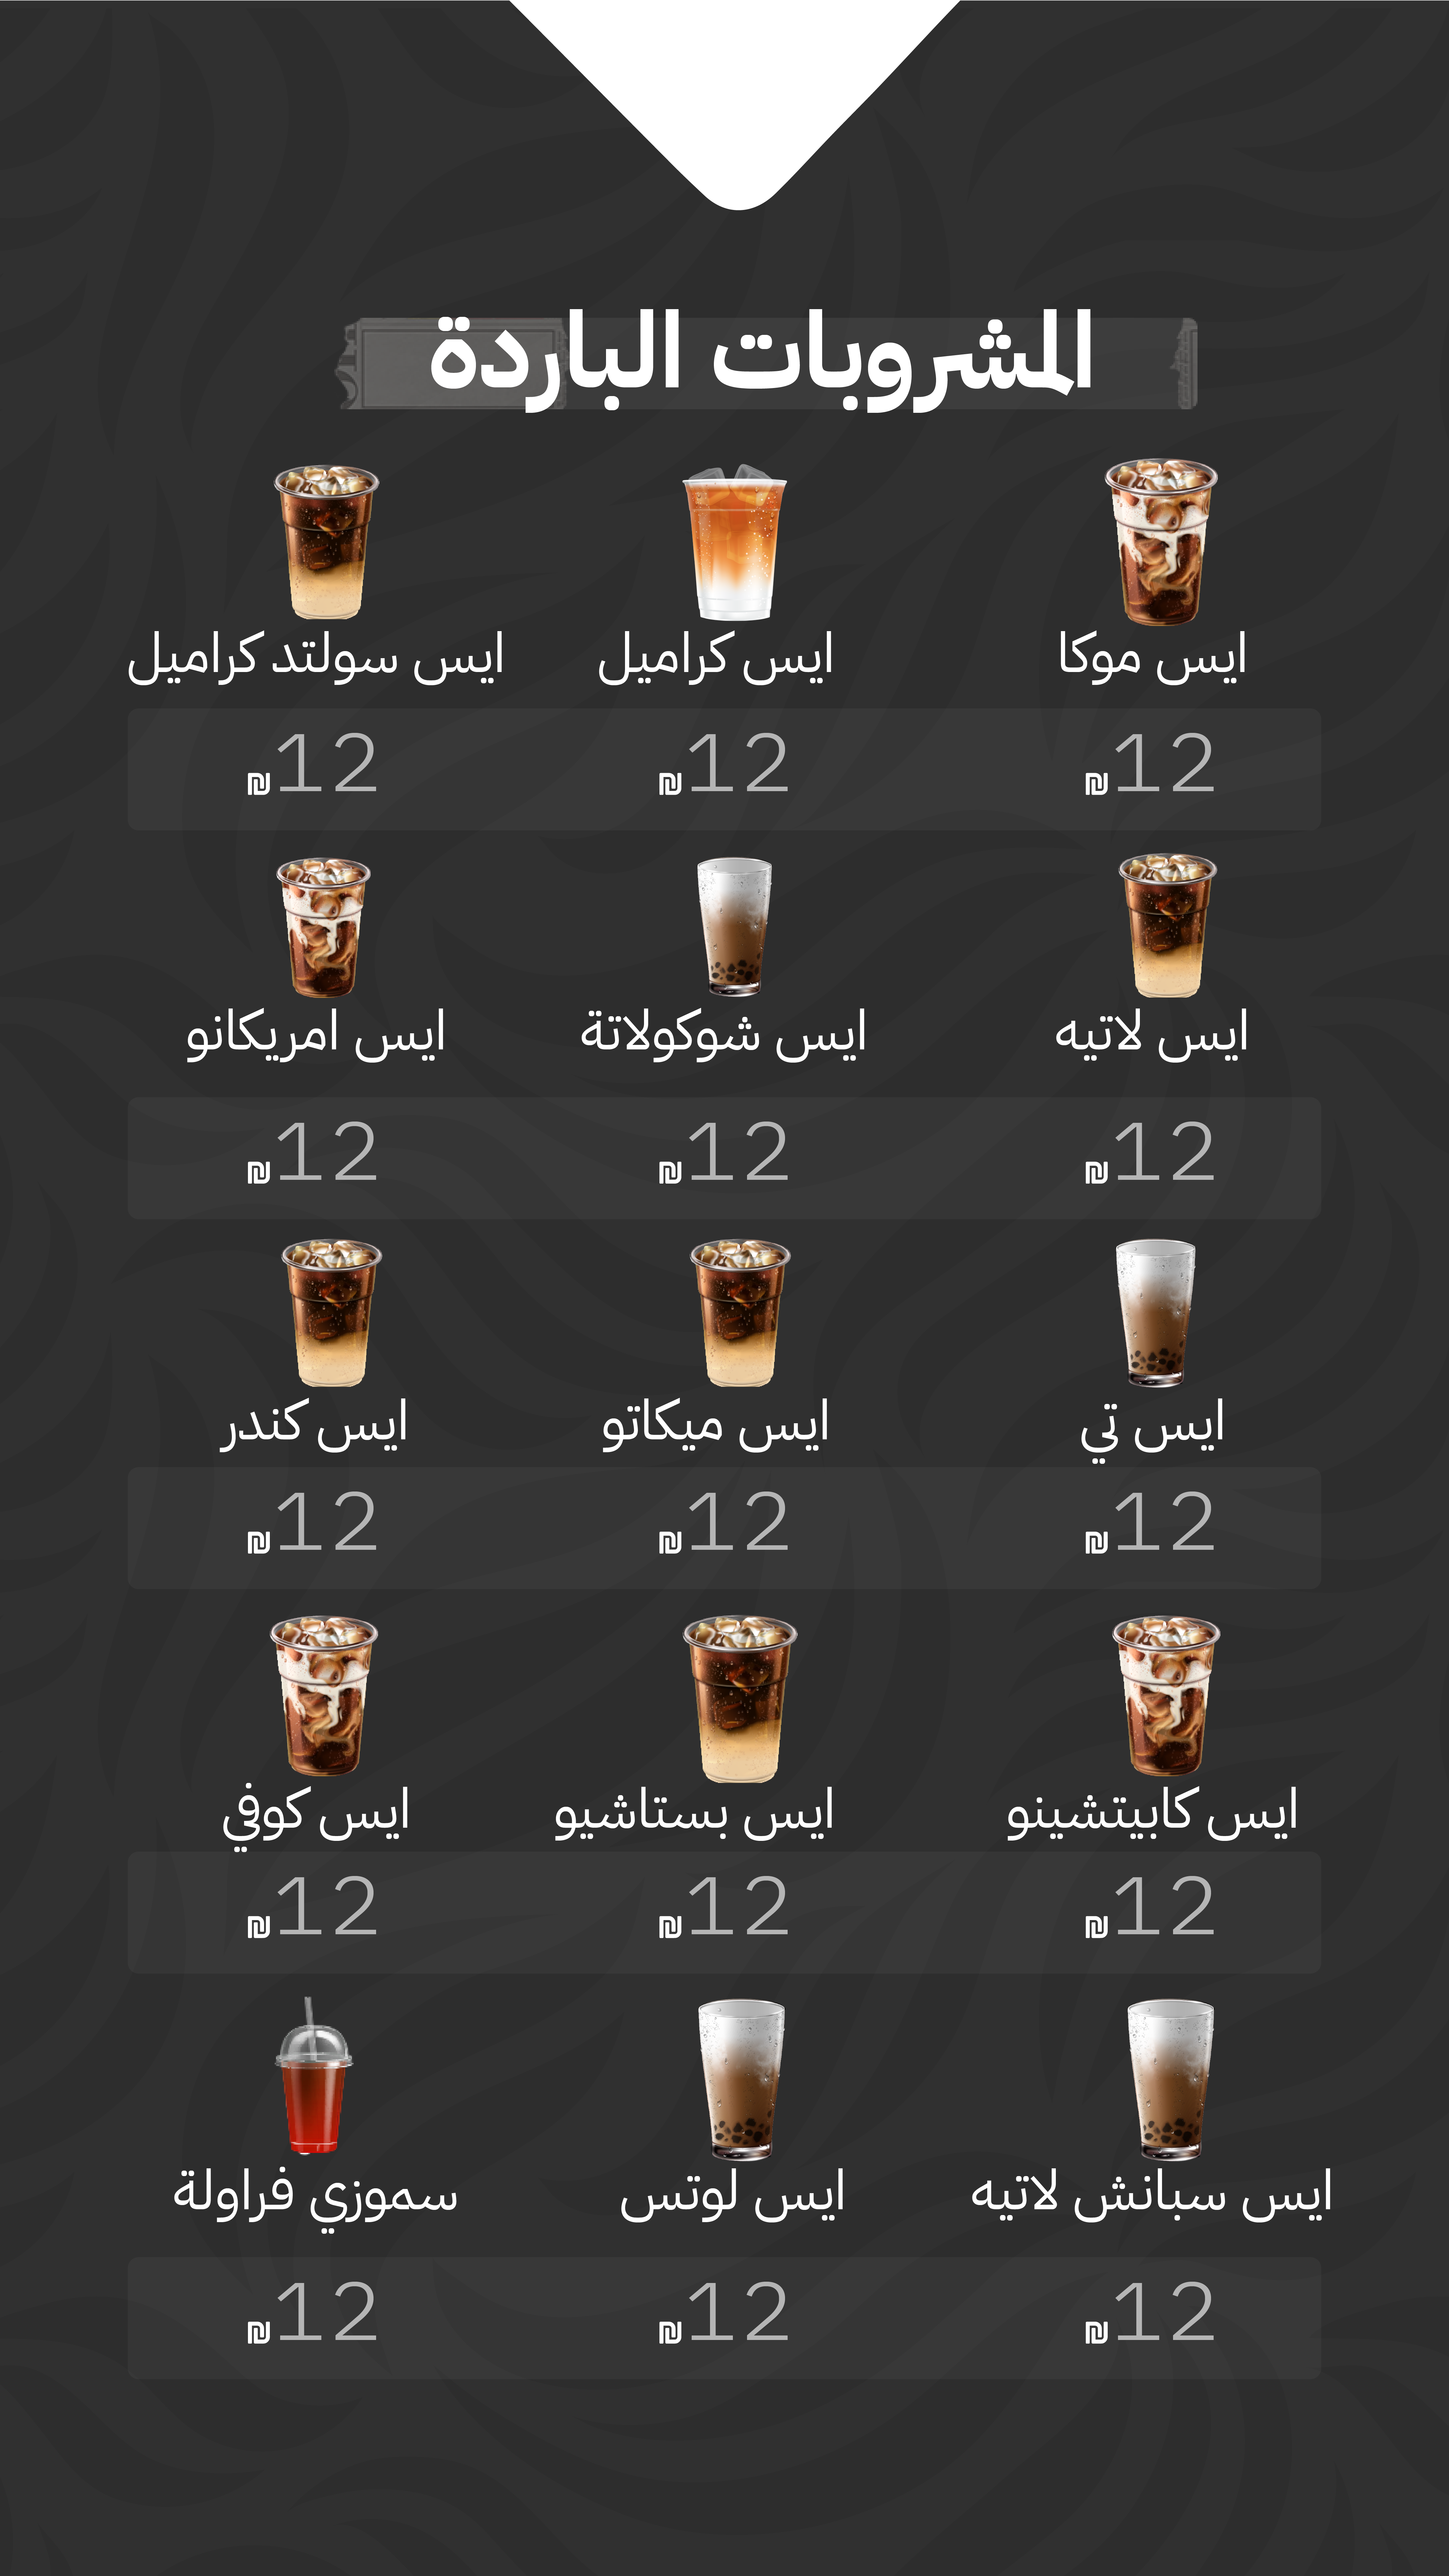 المشروبات الباردة
ايس موكا ايس كراميل ايس سولتد كراميل
12₪ 12₪ 12₪
ايس لاتيه ايس شوكولاتة ايس امريكانو
12₪ 12₪ 12₪
ايس تي ايس ميكاتو ايس كندر
12₪ 12₪ 12₪
ايس كابيتشينو ايس بستاشيو ايس كوفي
12₪ 12₪ 12₪
ايس سبانش لاتيه ايس لوتس سموزي فراولة
12₪ 12₪ 12₪